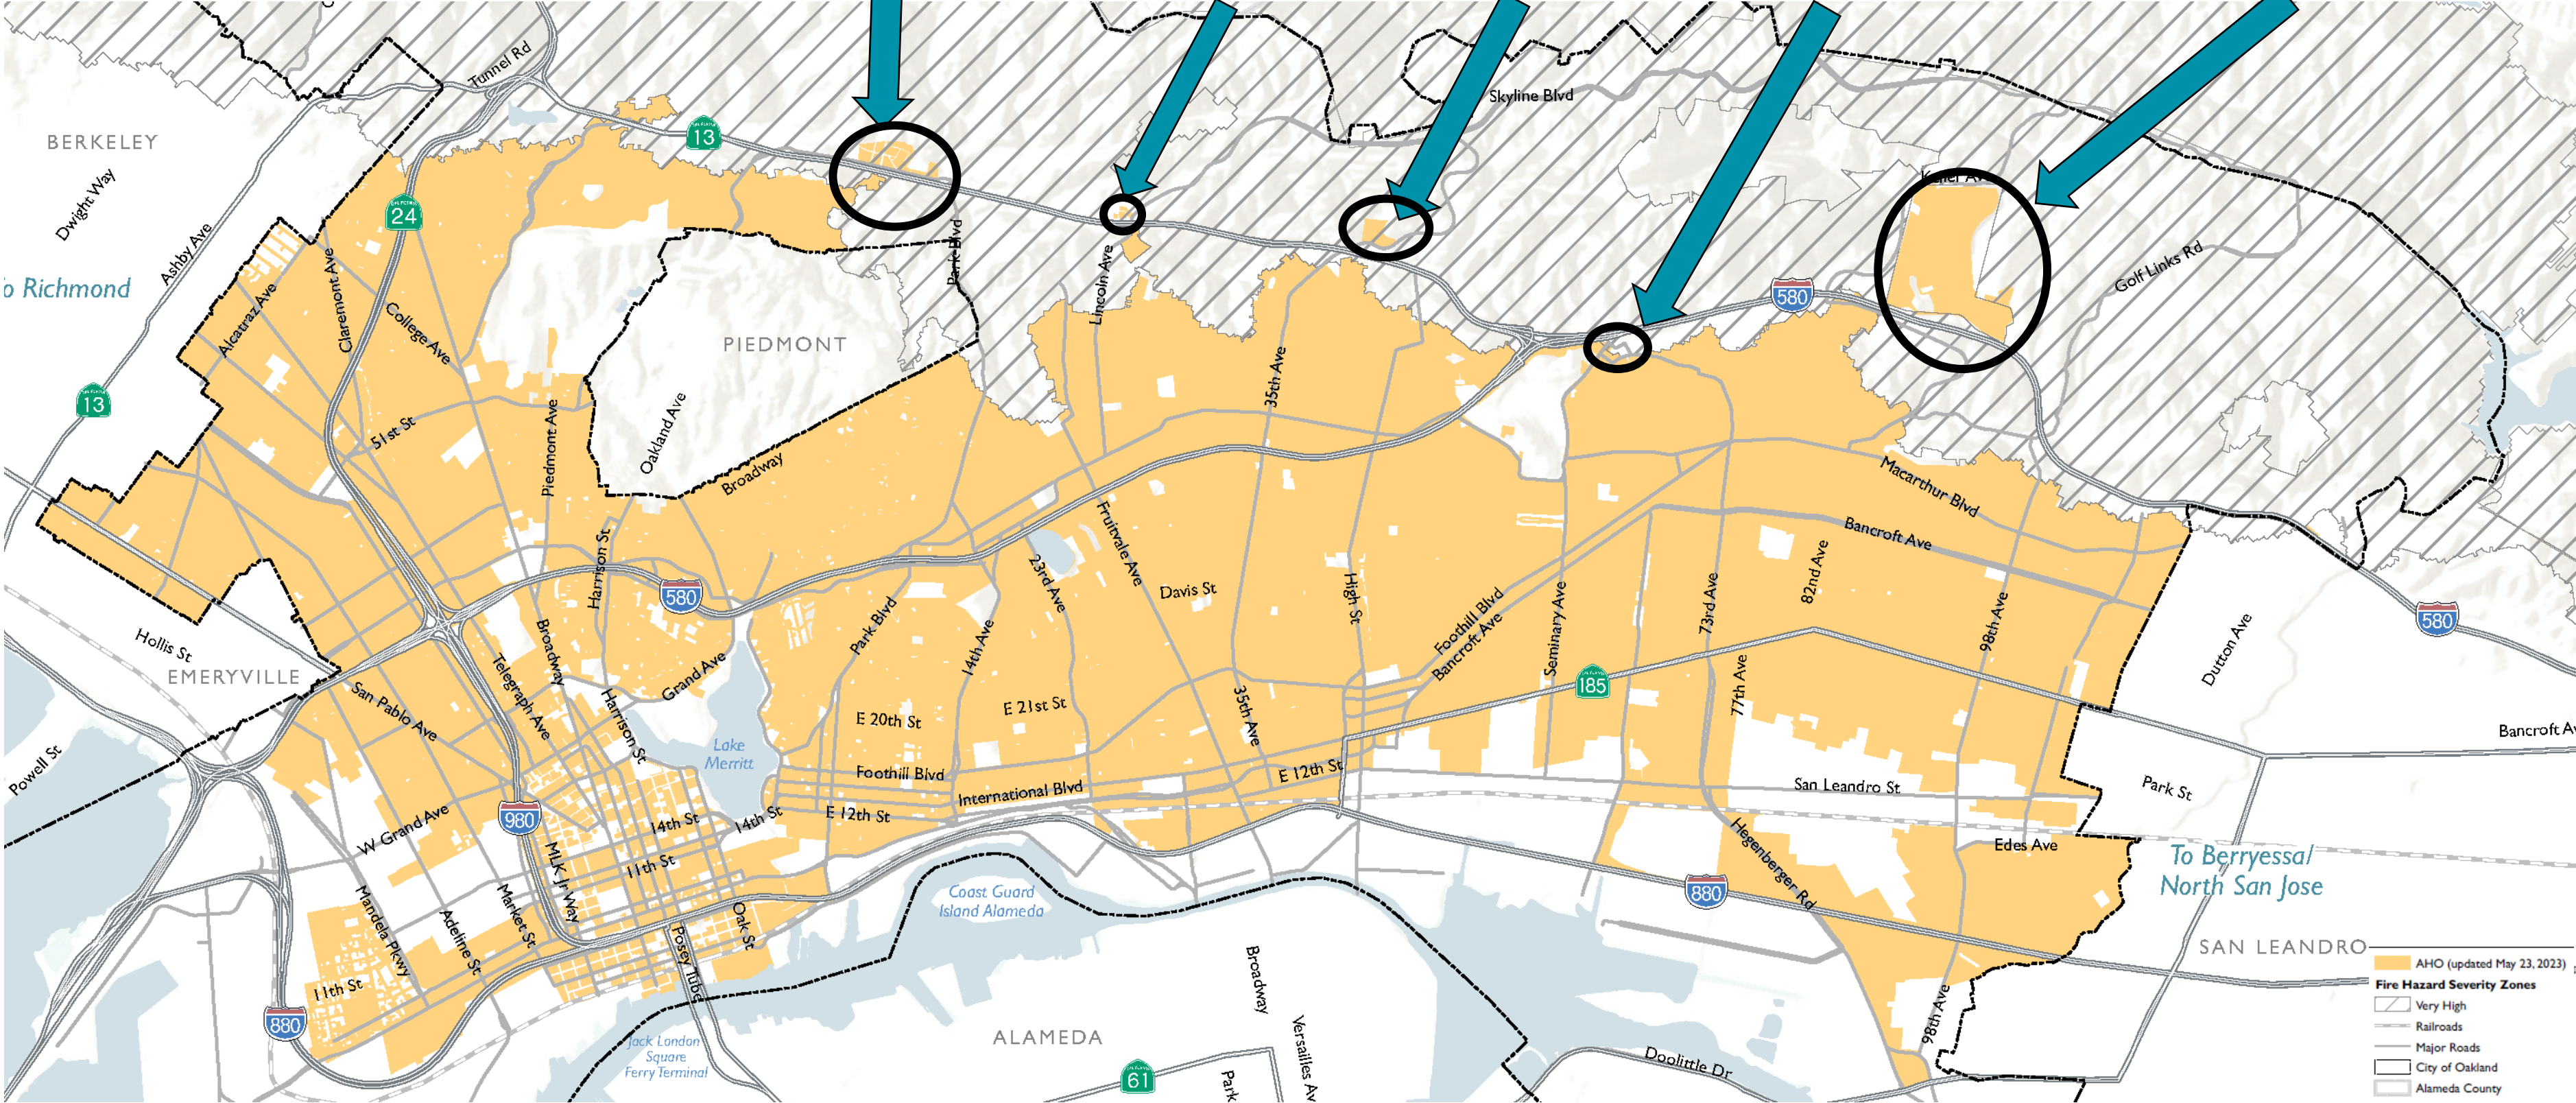 Tunnel Rd
Skyline Blvd
BERKELEY
13
Dwight Way
24
Ashby Ave
Park Blvd
Lincoln Ave
Golf Links Rd
o Richmond
Alcatraz Ave
Claremont Ave
College Ave
580
PIEDMONT
13
51st St
Piedmont Ave
Oakland Ave
Broadway
35th Ave
Macarthur Blvd
Bancroft Ave
Harrison St
580
23rd Ave
Fruitvale Ave
Davis St
High St
Foothill Blvd
Bancroft Ave
Seminary Ave
73rd Ave
82nd Ave
98th Ave
580
Dutton Ave
Hollis St
EMERYVILLE
San Pablo Ave
Telegraph Ave
Broadway
Harrison St
Grand Ave
Park Blvd
14th Ave
E 20th St
E 21st St
35th Ave
185
77th Ave
Powell St
Lake
Merritt
Foothill Blvd
International Blvd
E 12th St
E 12th St
San Leandro St
Park St
Bancroft Av
W Grand Ave
980
14th St
14th St
11th St
MLK Jr Way
Hegenberger Rd
Edes Ave
To Berryessa/
North San Jose
Mandela Pkwy
Adeline St
Market St
Oak St
Posey Tube
Coast Guard
Island Alameda
880
11th St
880
Jack London
Square
Ferry Terminal
ALAMEDA
Broadway
Versailles Av
61
Park
Doolittle Dr
98th Ave
SAN LEANDRO
AHO (updated May 23, 2023)
Fire Hazard Severity Zones
Very High
Railroads
Major Roads
City of Oakland
Alameda County